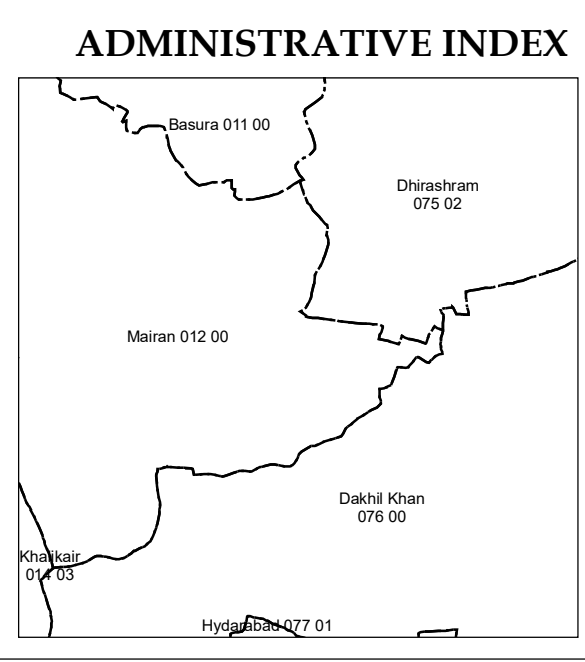 ADMINISTRATIVE INDEX
Basura 011 00
Dhirashram
075 02
Mairan 012 00
Dakhil Khan
076 00
Khalikair
014 03
Hydarabad 077 01